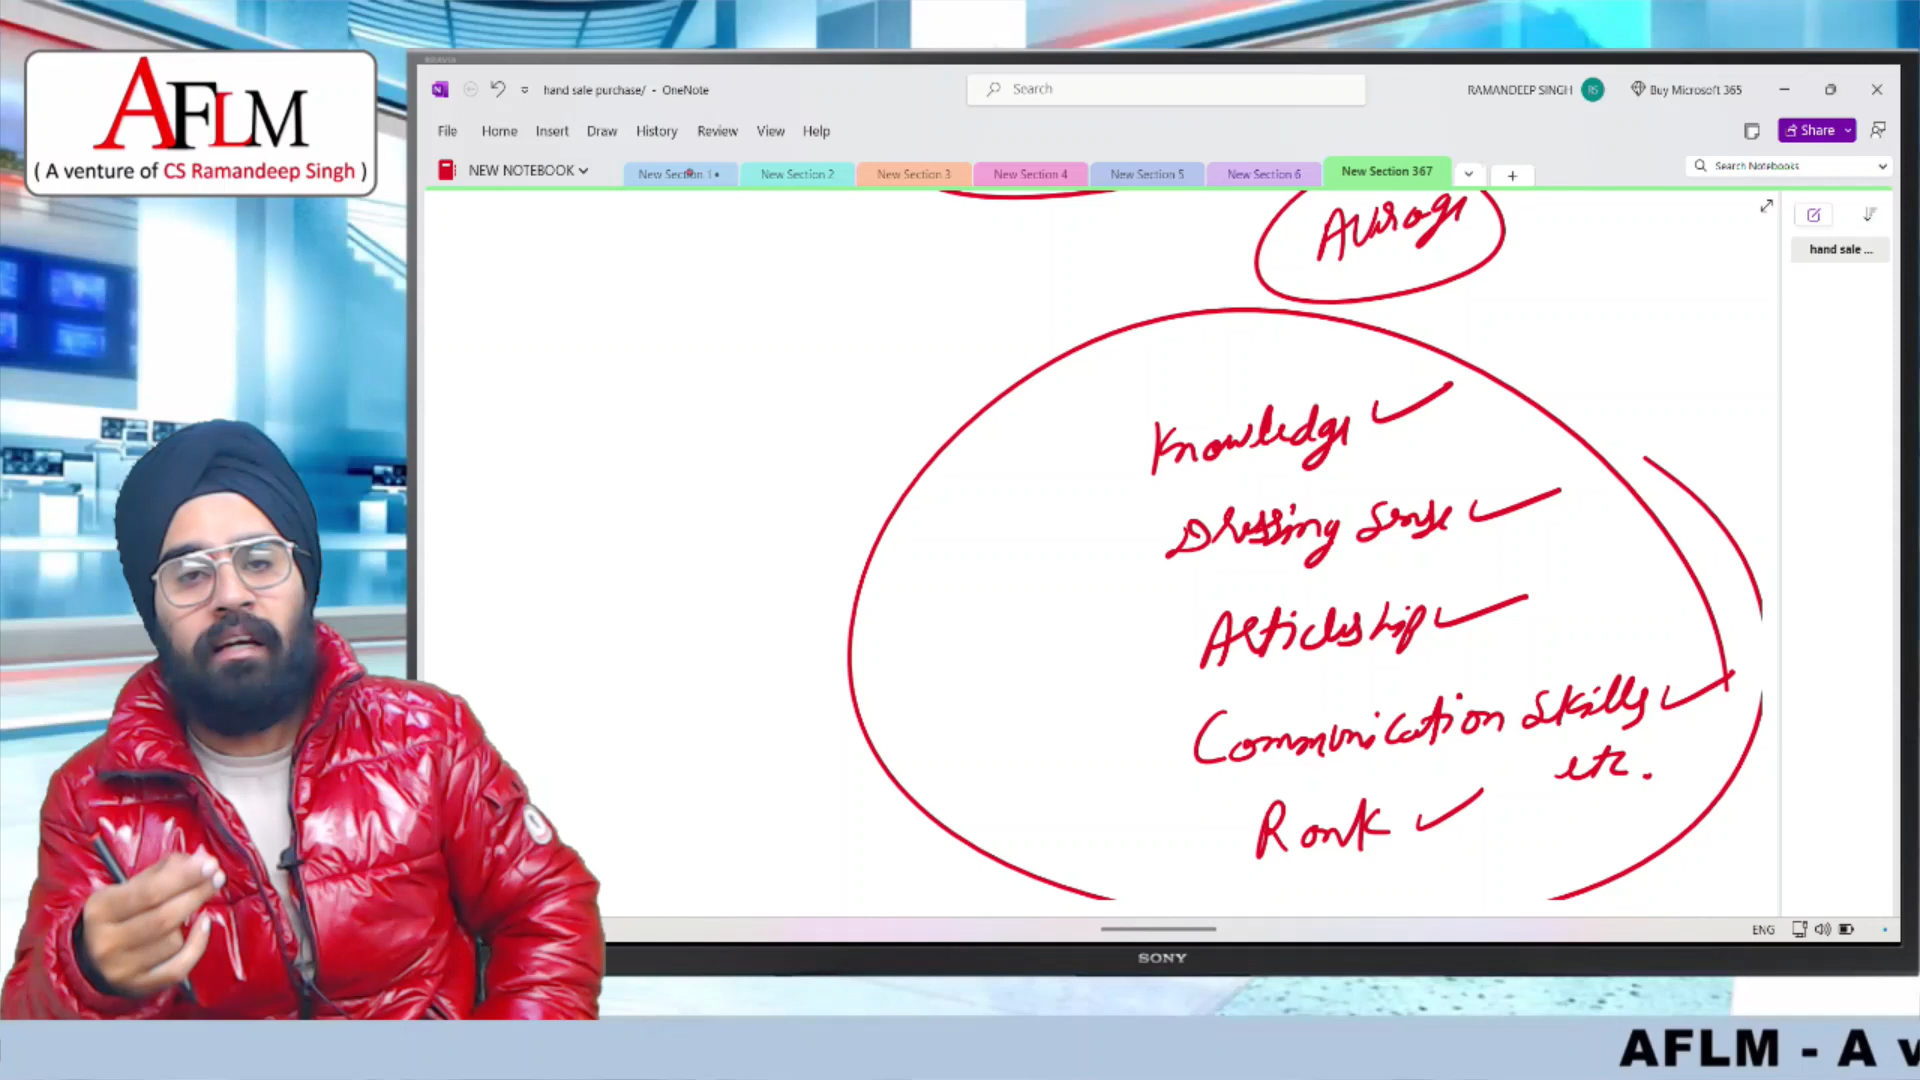 AFLM
( A venture of CS Ramandeep Singh )
hand sale purchase/ - OneNote
Search
RAMANDEEP SINGH
RS
Buy Microsoft 365
File Home Insert Draw History Review View Help
Share
NEW NOTEBOOK
New Section 1
New Section 2
New Section 3
New Section 4
New Section 5
New Section 6
New Section 367
Search Notebooks
hand sale ...
Average
Knowledge
Dressing Sense
Articleship
Communication Skills
etc.
Rank
ENG
SONY
AFLM - A v